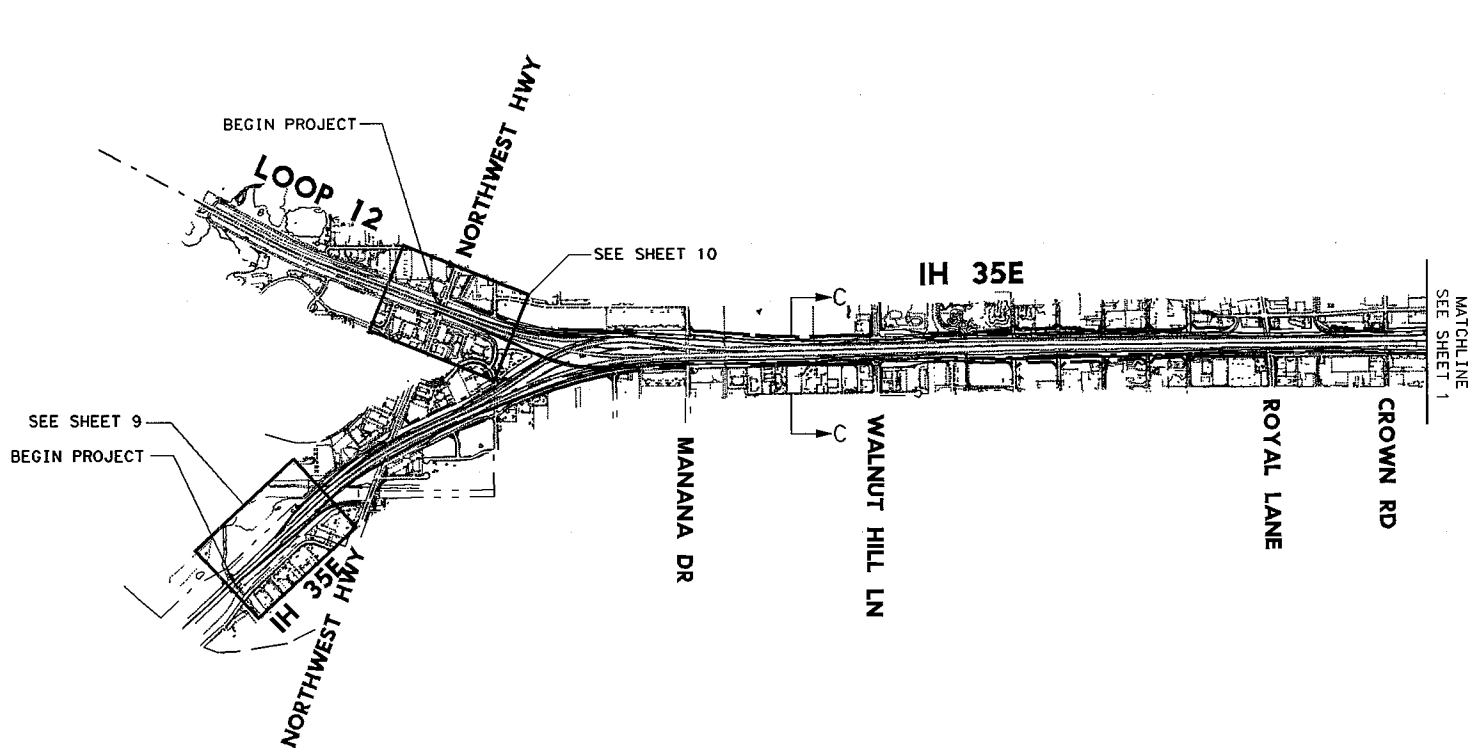 NORTHWEST HWY
BEGIN PROJECT
LOOP 12
SEE SHEET 10
IH 35E
C
MATCHLINE
SEE SHEET 1
SEE SHEET 9
BEGIN PROJECT
C
MANANA DR
WALNUT HILL LN
ROYAL LANE
CROWN RD
IH 35E
NORTHWEST HWY